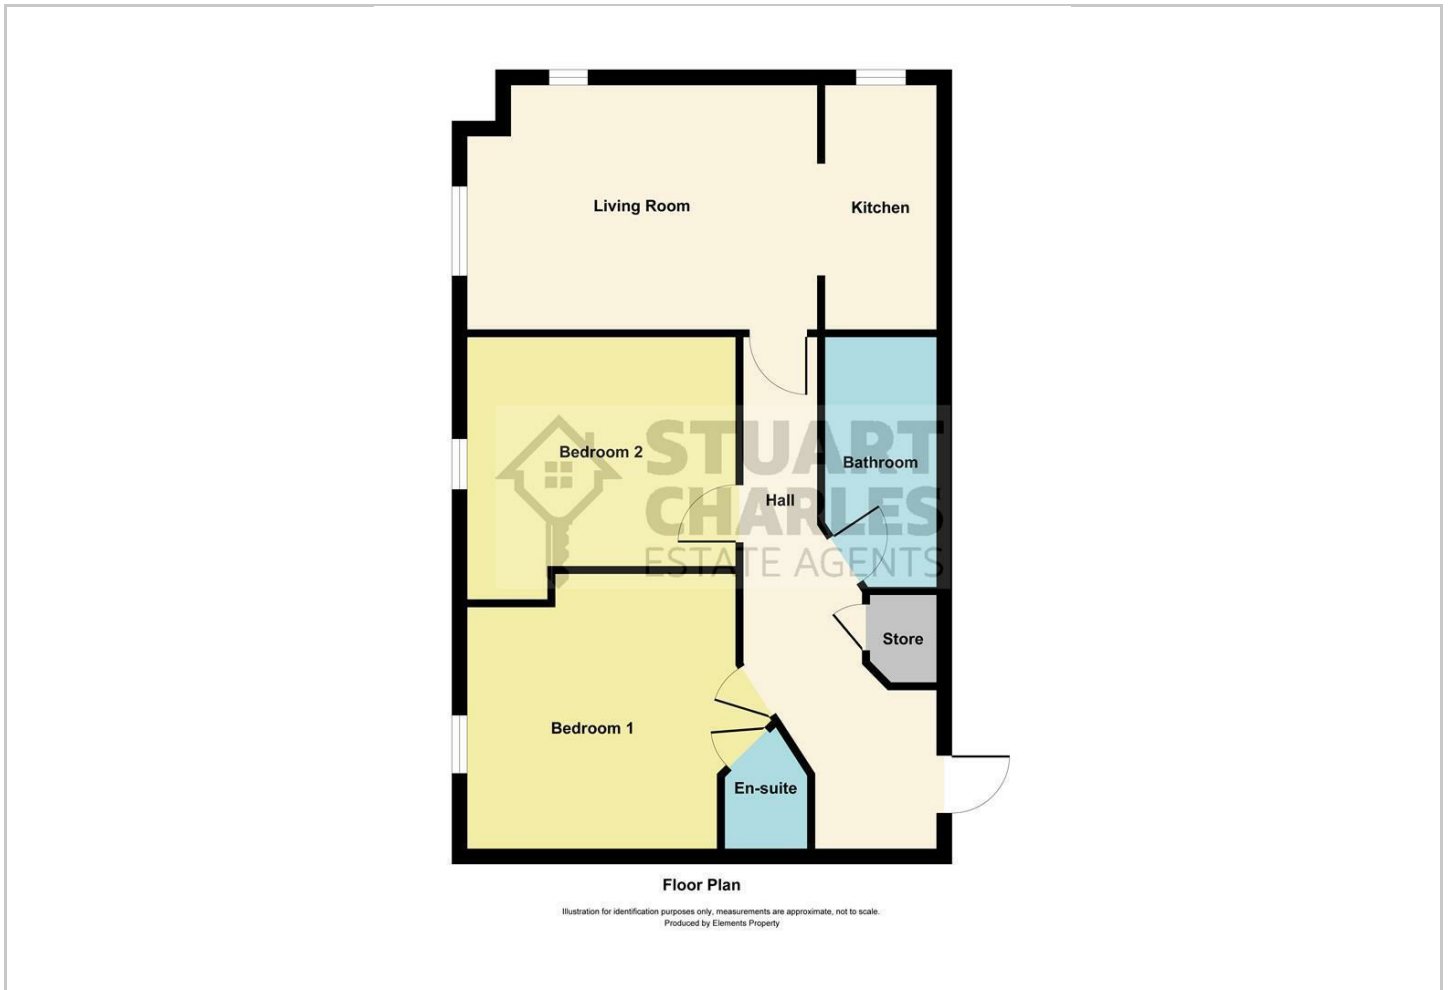 Living Room
Kitchen
Bedroom 2
STUART
CHARLES
ESTATE AGENTS
Bathroom
Hall
Store
Bedroom 1
En-suite
Floor Plan
Illustration for identification purposes only, measurements are approximate, not to scale.
Produced by Elements Property